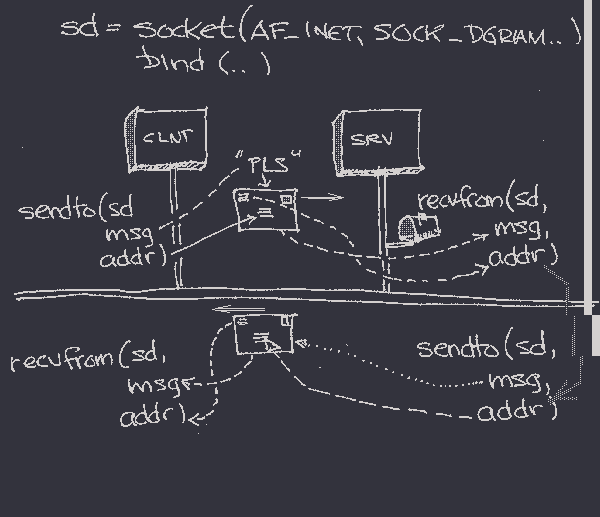 sd = socket(AF_INET, SOCK_DGRAM..)
bind (..)
CLNT
SRV
"PLS"
sendto(sd
msg
addr)
recvfrom(sd,
msg,
addr)
recvfrom(sd,
msg
addr)
sendto(sd,
msg,
addr)